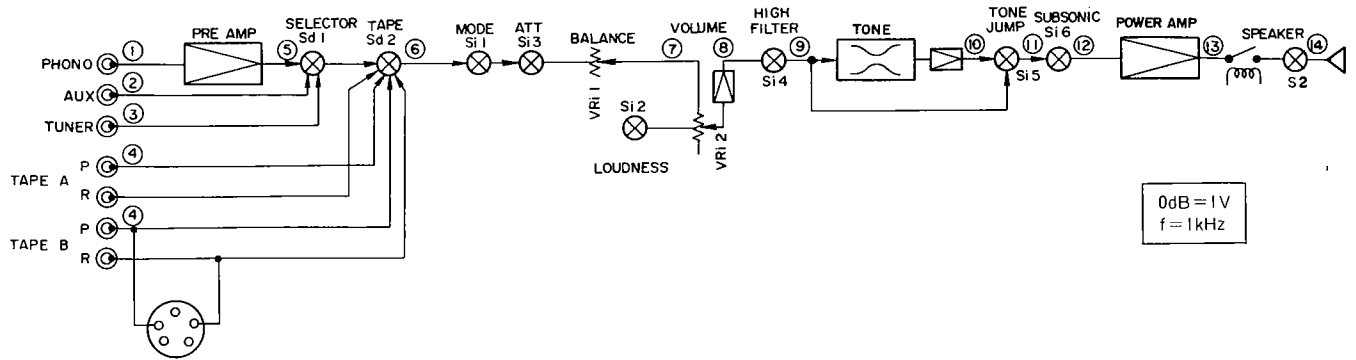 PHONO
①
PRE AMP
⑤
SELECTOR
Sd 1
TAPE
Sd 2
⑥
MODE
Si 1
ATT
Si 3
BALANCE
VRi 1
⑦
VOLUME
⑧
HIGH
FILTER
Si 4
⑨
TONE
⑩
TONE
JUMP
⑪
Si 5
SUBSONIC
Si 6
⑫
POWER AMP
⑬
SPEAKER
⑭
S2
AUX
②
TUNER
③
Si 2
VRi 2
LOUDNESS
TAPE A
P
④
R
TAPE B
P
④
R
0dB = 1V
f = 1kHz